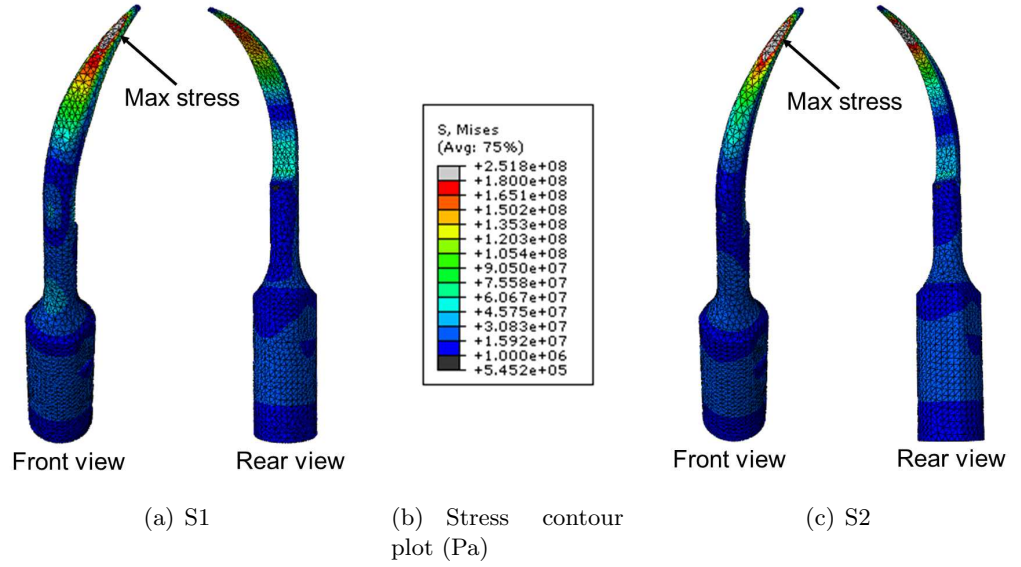 Max stress
Front view
Rear view
(a) S1
S, Mises
(Avg: 75%)
+2.518e+08
+1.800e+08
+1.651e+08
+1.502e+08
+1.353e+08
+1.203e+08
+1.054e+08
+9.050e+07
+7.558e+07
+6.067e+07
+4.575e+07
+3.083e+07
+1.592e+07
+1.000e+06
+5.452e+05
(b) Stress contour
plot (Pa)
Max stress
Front view
Rear view
(c) S2